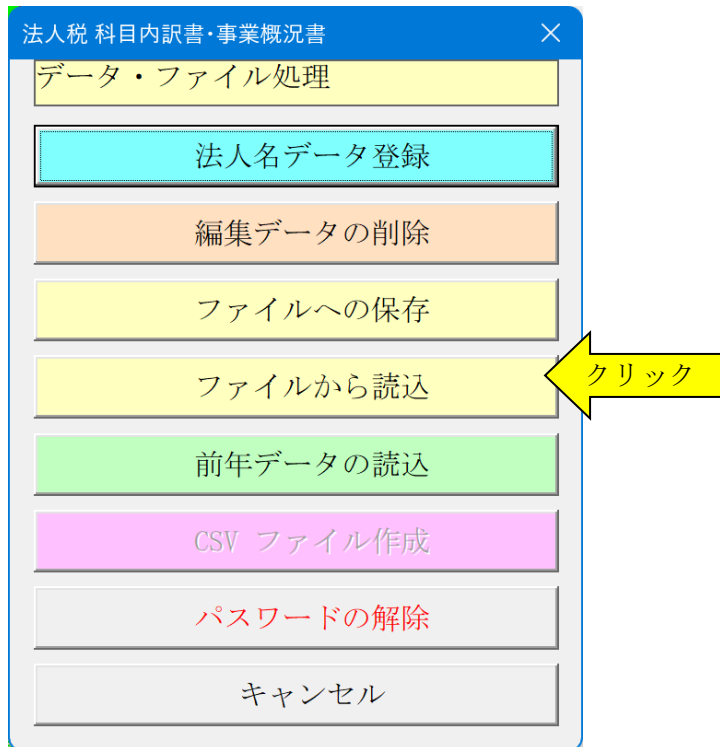 法人税 科目内訳書･事業概況書
データ・ファイル処理
法人名データ登録
編集データの削除
ファイルへの保存
ファイルから読込
クリック
前年データの読込
CSV ファイル作成
パスワードの解除
キャンセル